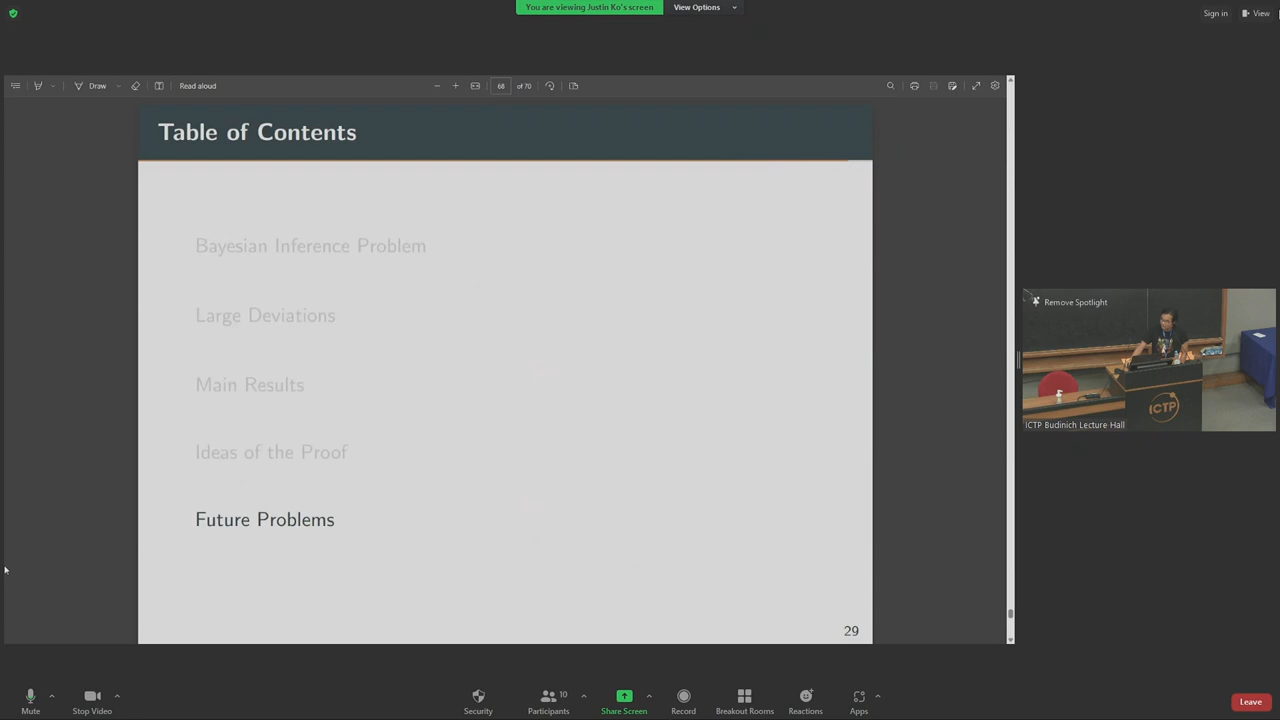 You are viewing Justin Ko's screen
View Options
Sign in
View
Draw
Read aloud
68
of 70
Table of Contents
Bayesian Inference Problem
Large Deviations
Main Results
Ideas of the Proof
Future Problems
29
Remove Spotlight
ICTP
ICTP Budinich Lecture Hall
Mute
Stop Video
Security
Participants
10
Share Screen
Record
Breakout Rooms
Reactions
Apps
Leave